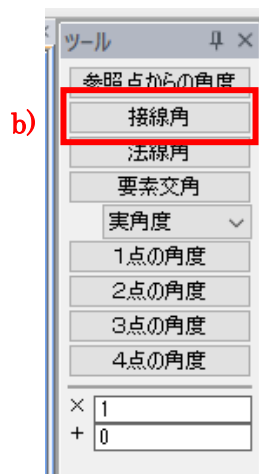 ツール
参照点からの角度
b)
接線角
法線角
要素交角
実角度
1点の角度
2点の角度
3点の角度
4点の角度
× 1
+ 0